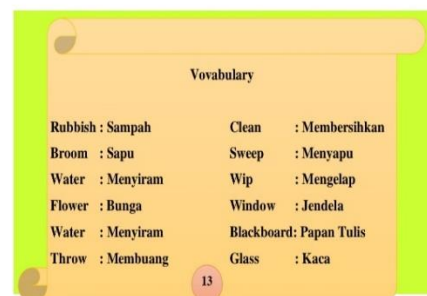 Vovabulary
Rubbish : Sampah Clean : Membersihkan
Broom : Sapu Sweep : Menyapu
Water : Menyiram Wip : Mengelap
Flower : Bunga Window : Jendela
Water : Menyiram Blackboard: Papan Tulis
Throw : Membuang Glass : Kaca
13